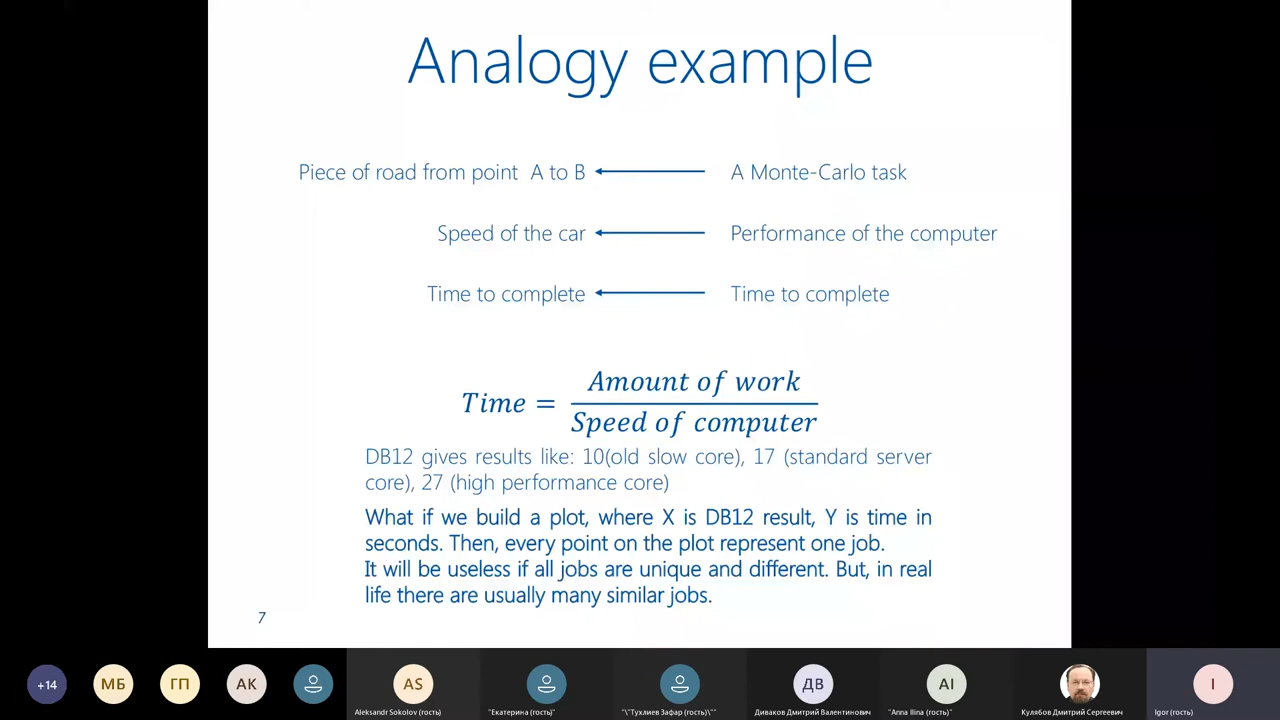 Analogy example
Piece of road from point A to B
A Monte-Carlo task
Speed of the car
Performance of the computer
Time to complete
Time to complete
Time = Amount of work
Speed of computer
DB12 gives results like: 10(old slow core), 17 (standard server
core), 27 (high performance core)
What if we build a plot, where X is DB12 result, Y is time in
seconds. Then, every point on the plot represent one job.
It will be useless if all jobs are unique and different. But, in real
life there are usually many similar jobs.
7
+14
МБ
ГП
АК
AS
ДВ
AI
I
Aleksandr Sokolov (гость)
"Екатерина (гость)"
"\"Тухлиев Зафар (гость)\""
Диваков Дмитрий Валентинович
"Anna Ilina (гость)"
Кулябов Дмитрий Сергеевич
Igor (гость)